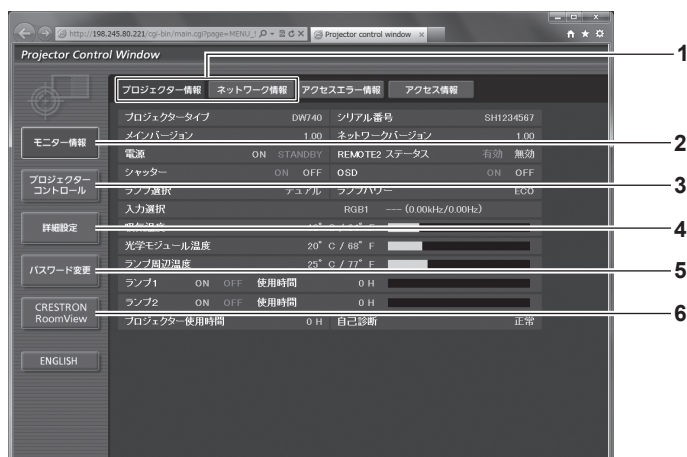 http://198.245.80.221/cgi-bin/main.cgi?page=MENU_ Projector control window ×
Projector Control Window
1
プロジェクター情報 ネットワーク情報 アクセスエラー情報 アクセス情報
プロジェクタータイプ DW740 シリアル番号 SH1234567
メインバージョン 1.00 ネットワークバージョン 1.00
モニター情報 2
電源 ON STANDBY REMOTE2 ステータス 有効 無効
シャッター ON OFF OSD ON OFF
プロジェクター
コントロール 3
ランプ選択 デュアル ランプパワー ECO
入力選択 RGB1 --- (0.00kHz/0.00Hz)
詳細設定 4
吸気温度
光学モジュール温度 20° C / 68° F
ランプ周辺温度 25° C / 77° F
パスワード変更 5
ランプ1 ON OFF 使用時間 0 H
ランプ2 ON OFF 使用時間 0 H
CRESTRON
RoomView 6
プロジェクター使用時間 0 H 自己診断 正常
ENGLISH